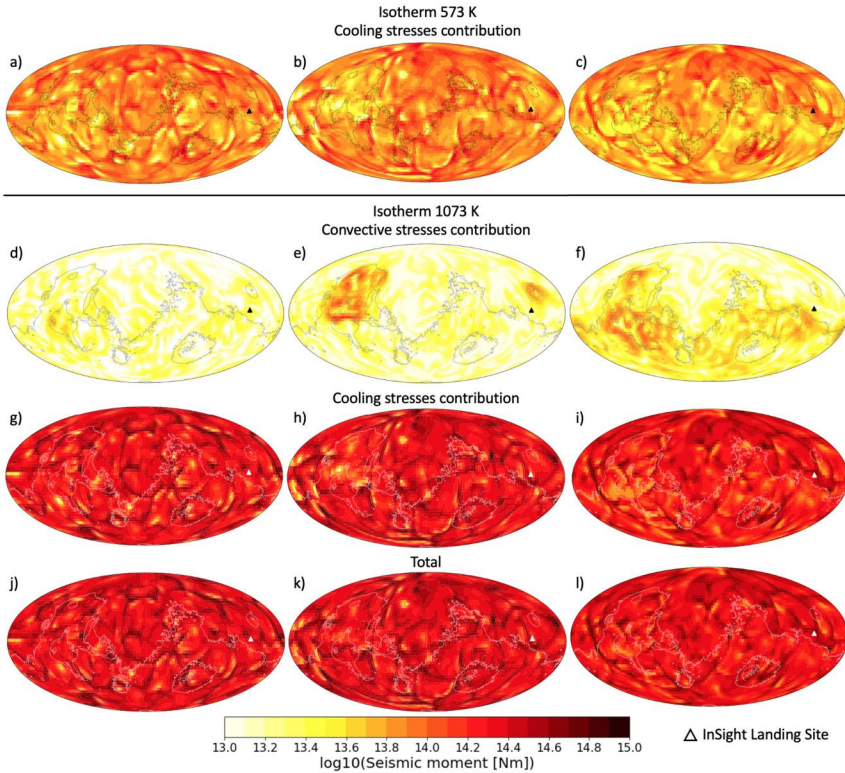 Isotherm 573 K
Cooling stresses contribution
a)
b)
c)
Isotherm 1073 K
Convective stresses contribution
d)
e)
f)
Cooling stresses contribution
g)
h)
i)
Total
j)
k)
l)
13.0 13.2 13.4 13.6 13.8 14.0 14.2 14.4 14.6 14.8 15.0
log10(Seismic moment [Nm])
InSight Landing Site